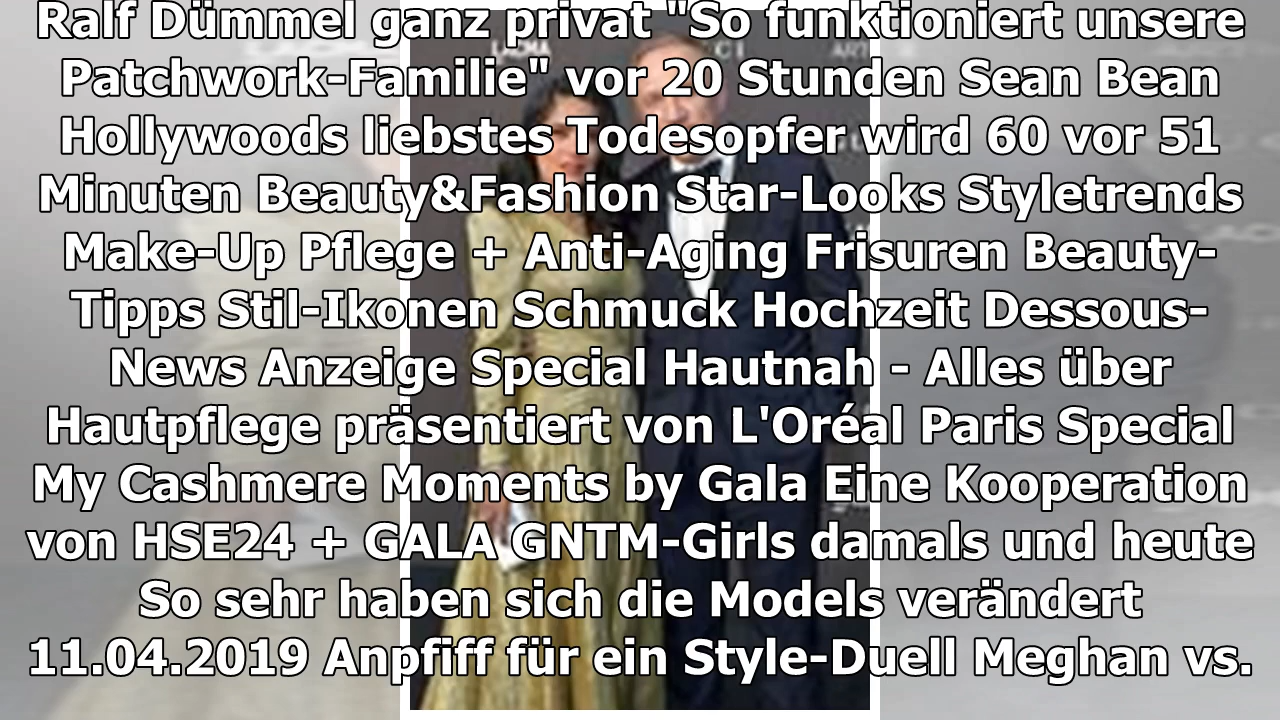 Ralf Dümmel ganz privat "So funktioniert unsere
Patchwork-Familie" vor 20 Stunden Sean Bean
Hollywoods liebstes Todesopfer wird 60 vor 51
Minuten Beauty&Fashion Star-Looks Styletrends
Make-Up Pflege + Anti-Aging Frisuren Beauty-
Tipps Stil-Ikonen Schmuck Hochzeit Dessous-
News Anzeige Special Hautnah - Alles über
Hautpflege präsentiert von L'Oréal Paris Special
My Cashmere Moments by Gala Eine Kooperation
von HSE24 + GALA GNTM-Girls damals und heute
So sehr haben sich die Models verändert
11.04.2019 Anpfiff für ein Style-Duell Meghan vs.